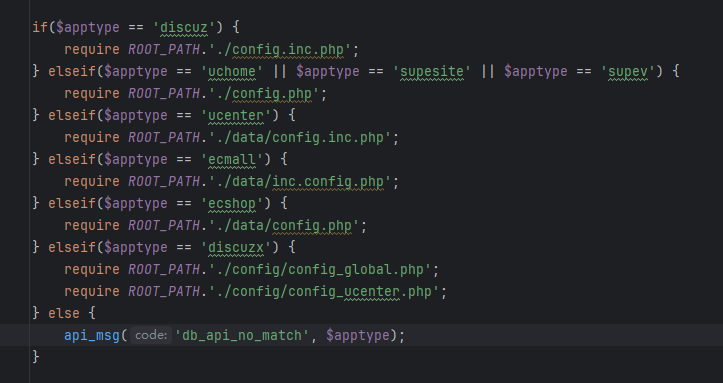 if($apptype == 'discuz') {
    require ROOT_PATH.'./config.inc.php';
} elseif($apptype == 'uchome' || $apptype == 'supesite' || $apptype == 'supev') {
    require ROOT_PATH.'./config.php';
} elseif($apptype == 'ucenter') {
    require ROOT_PATH.'./data/config.inc.php';
} elseif($apptype == 'ecmall') {
    require ROOT_PATH.'./data/inc.config.php';
} elseif($apptype == 'ecshop') {
    require ROOT_PATH.'./data/config.php';
} elseif($apptype == 'discuzx') {
    require ROOT_PATH.'./config/config_global.php';
    require ROOT_PATH.'./config/config_ucenter.php';
} else {
    api_msg( code: 'db_api_no_match', $apptype);
}